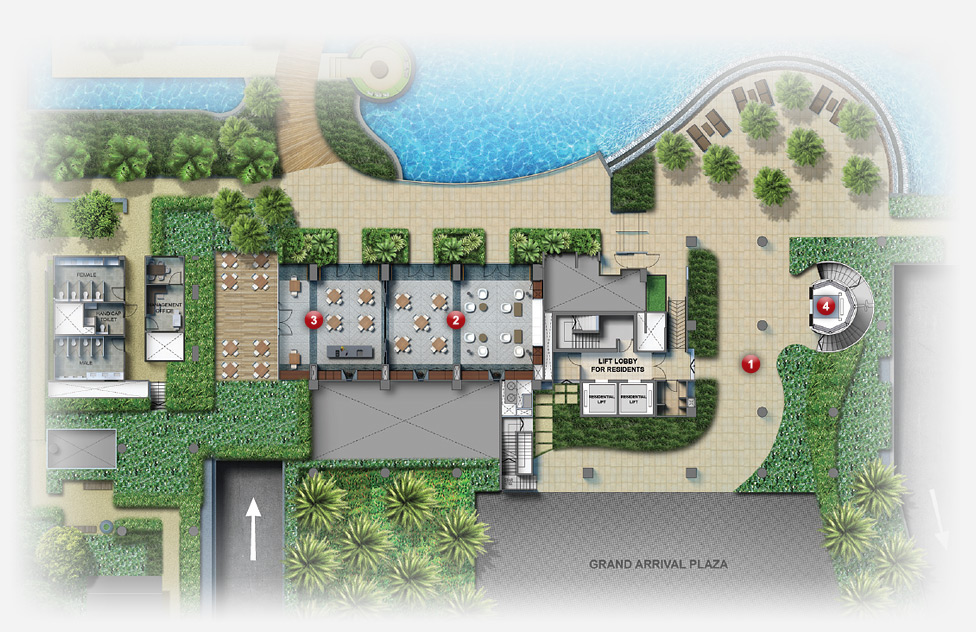 FEMALE
HANDICAP
TOILET
MALE
MANAGEMENT
OFFICE
3
2
4
1
LIFT LOBBY
FOR RESIDENTS
RESIDENTIAL
LIFT
RESIDENTIAL
LIFT
GRAND ARRIVAL PLAZA